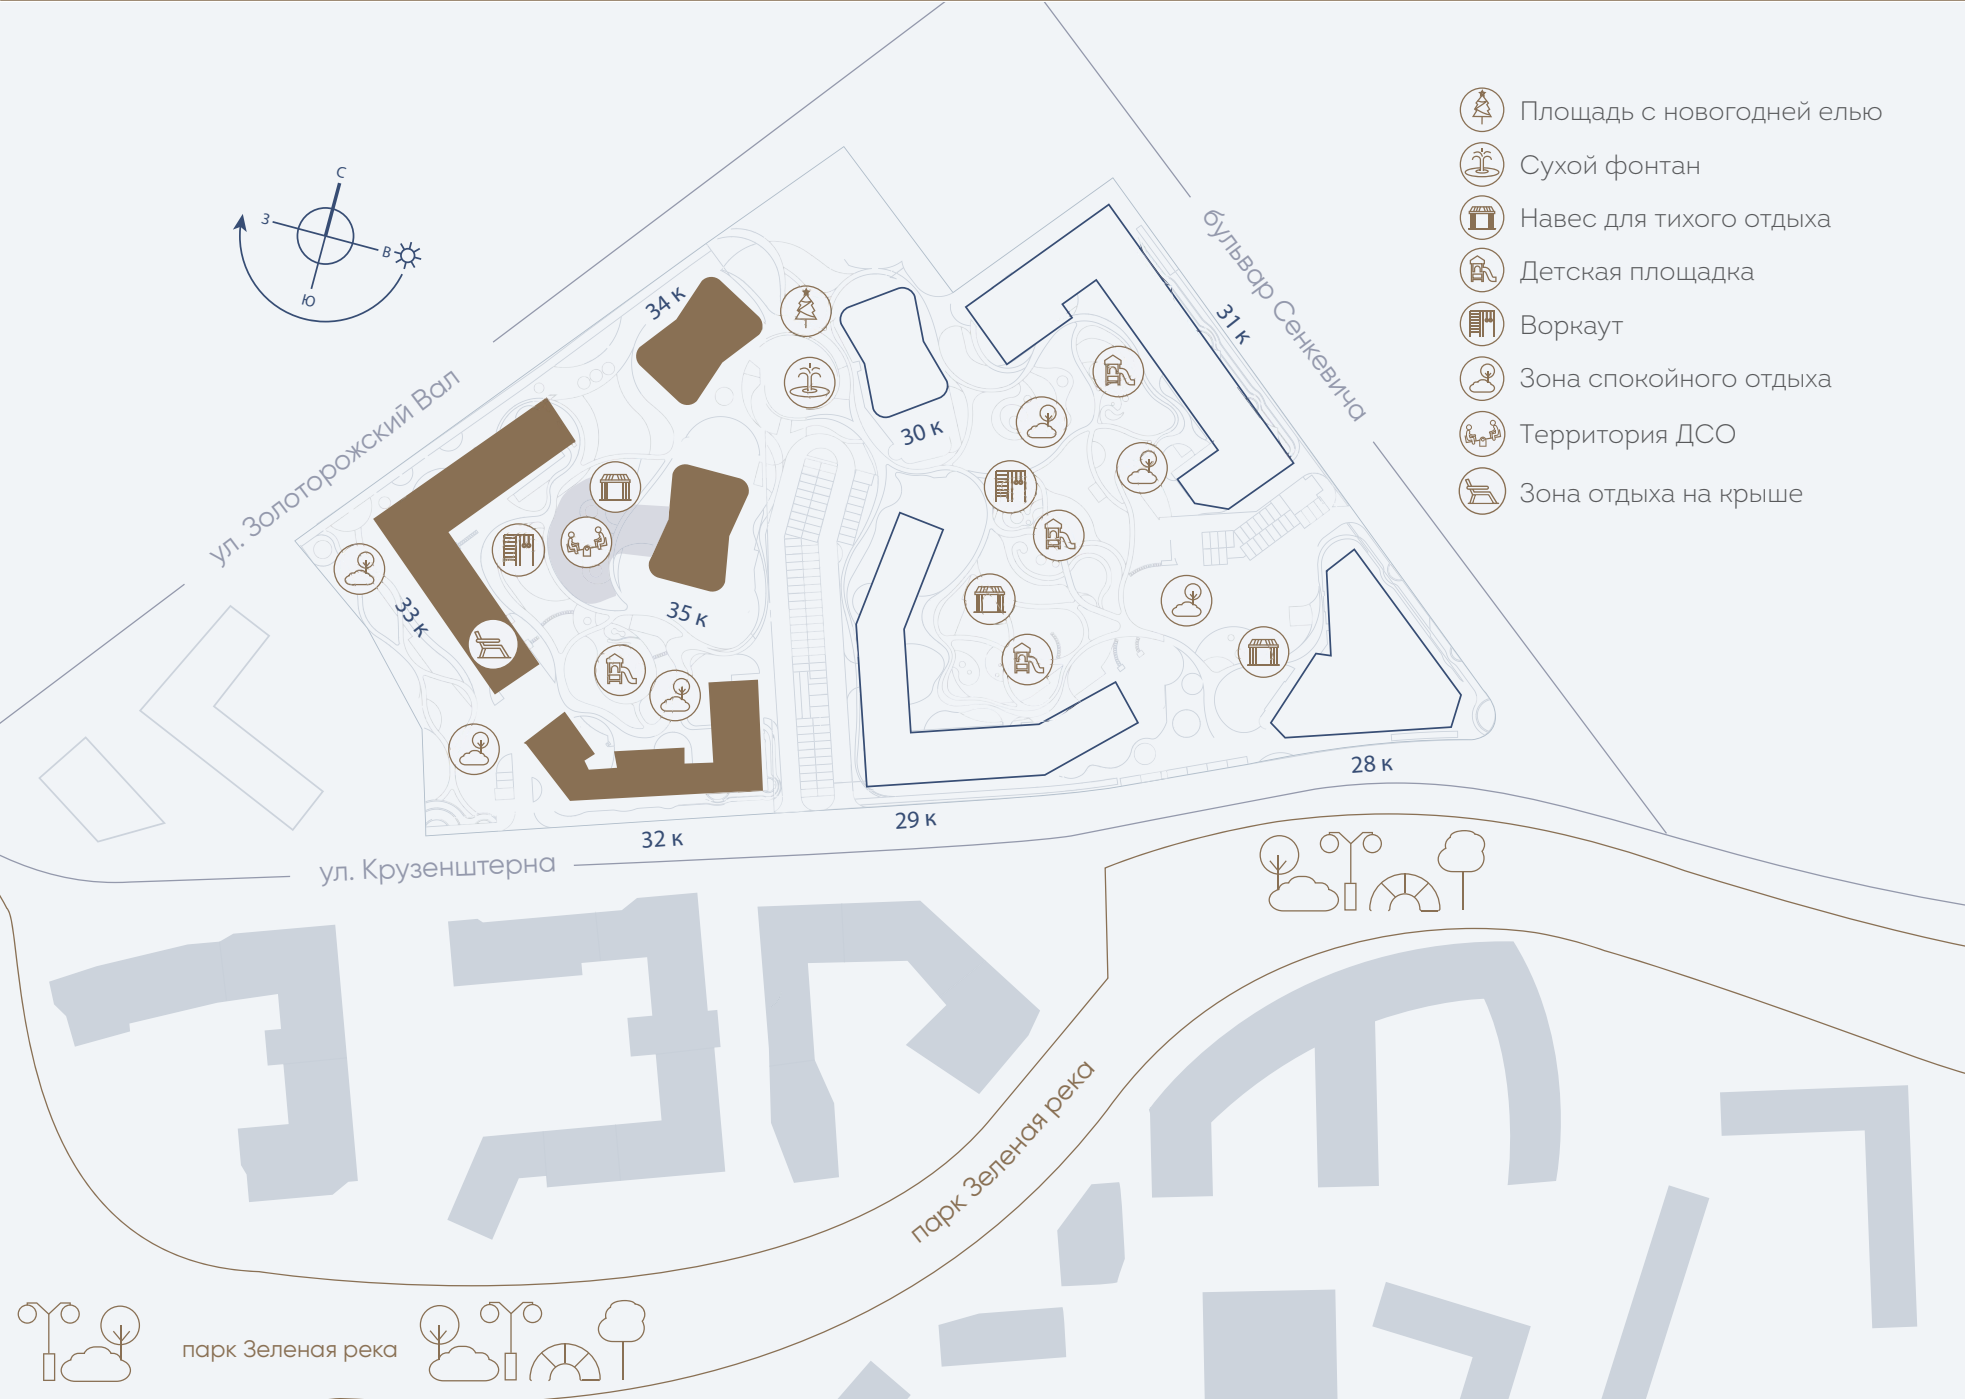 Площадь с новогодней елью
Сухой фонтан
Навес для тихого отдыха
Детская площадка
Воркаут
Зона спокойного отдыха
Территория ДСО
Зона отдыха на крыше
С
З
В
Ю
бульвар Сенкевича
ул. Золоторожский Вал
34 к
31 к
30 к
33 к
35 к
28 к
29 к
32 к
ул. Крузенштерна
парк Зеленая река
парк Зеленая река